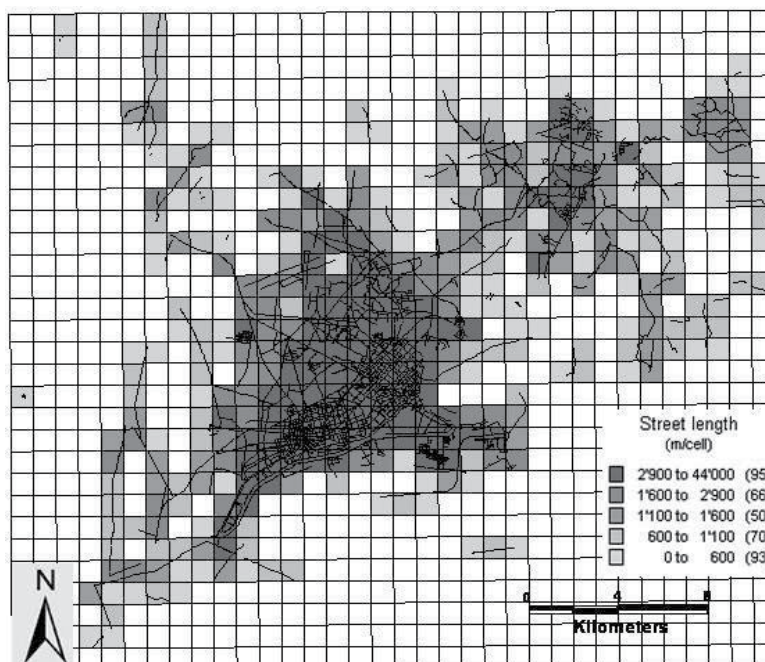 Street length
(m/cell)
2'900 to 44'000 (95
1'600 to 2'900 (66
1'100 to 1'600 (50
600 to 1'100 (70
0 to 600 (93
N
0 4 8
Kilometers